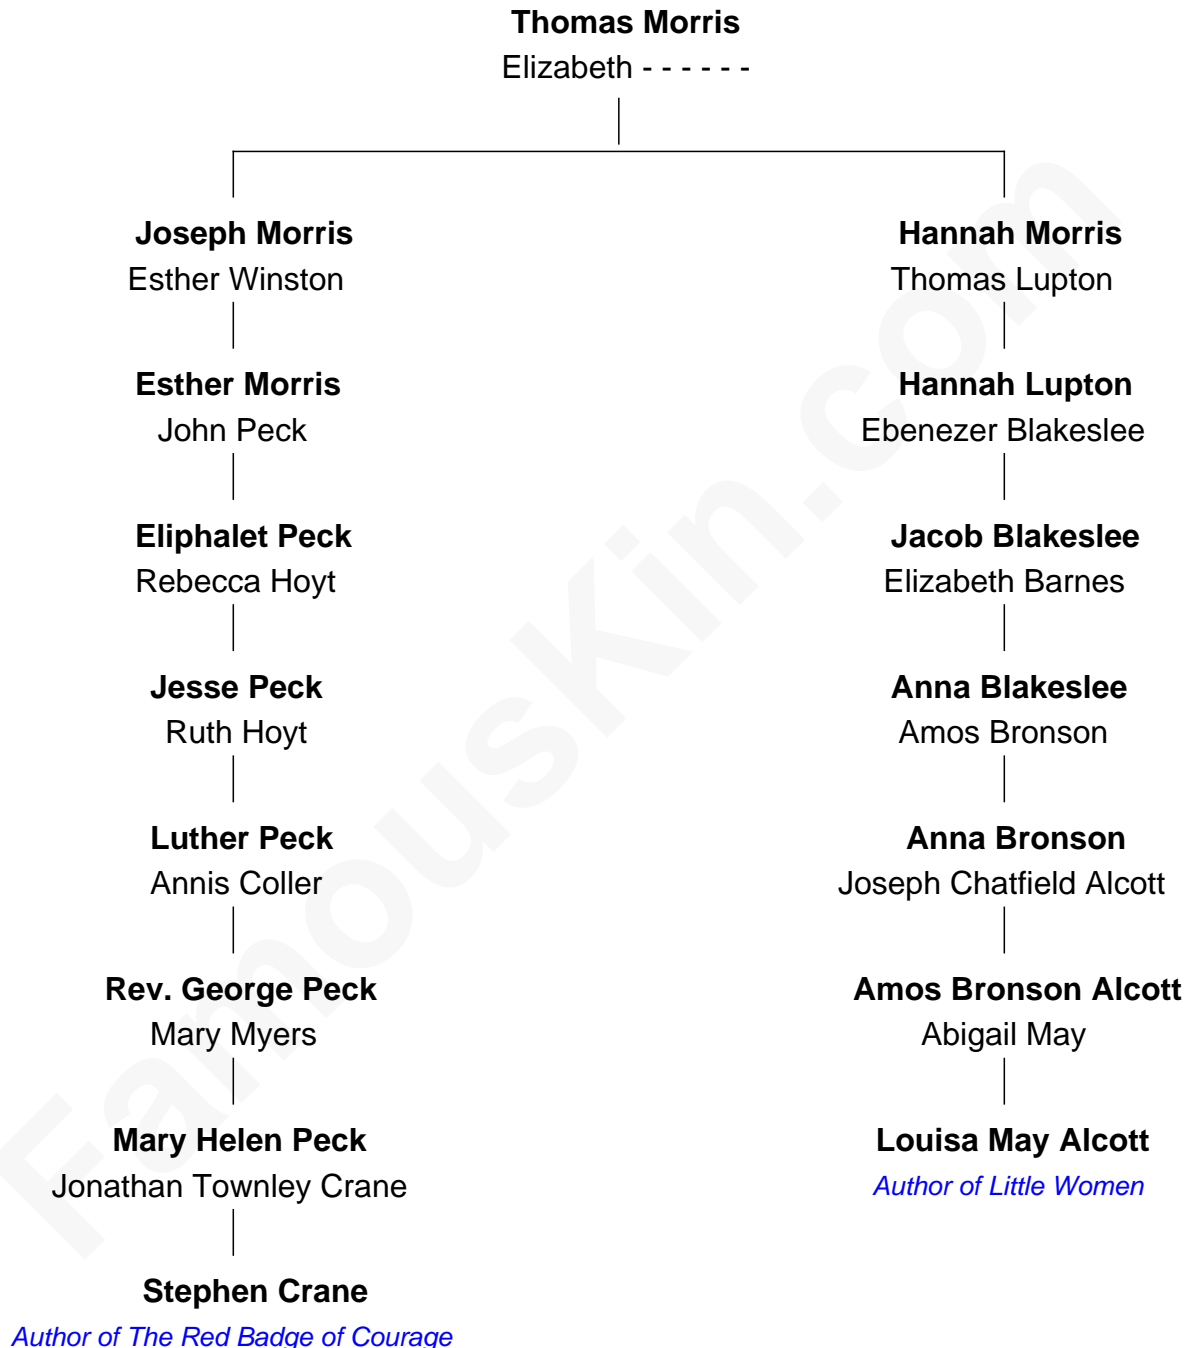 Thomas Morris
Elizabeth - - - - - -
Joseph Morris
Esther Winston
Hannah Morris
Thomas Lupton
Esther Morris
John Peck
Hannah Lupton
Ebenezer Blakeslee
Eliphalet Peck
Rebecca Hoyt
Jacob Blakeslee
Elizabeth Barnes
Jesse Peck
Ruth Hoyt
Anna Blakeslee
Amos Bronson
Luther Peck
Annis Coller
Anna Bronson
Joseph Chatfield Alcott
Rev. George Peck
Mary Myers
Amos Bronson Alcott
Abigail May
Mary Helen Peck
Jonathan Townley Crane
Louisa May Alcott
Author of Little Women
Stephen Crane
Author of The Red Badge of Courage
FamousKin.com